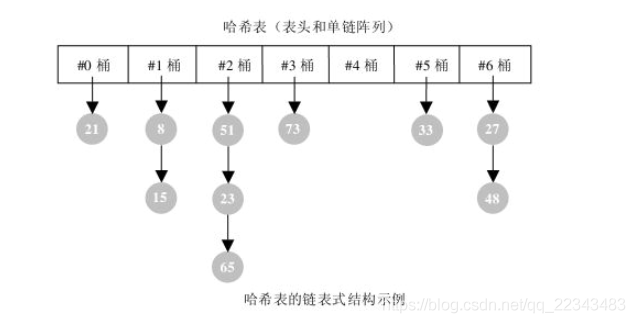 哈希表（表头和单链阵列）
#0 桶 #1 桶 #2 桶 #3 桶 #4 桶 #5 桶 #6 桶
21 8 51 73 33 27
15 23 48
65
哈希表的链表式结构示例
https://blog.csdn.net/qq_22343483